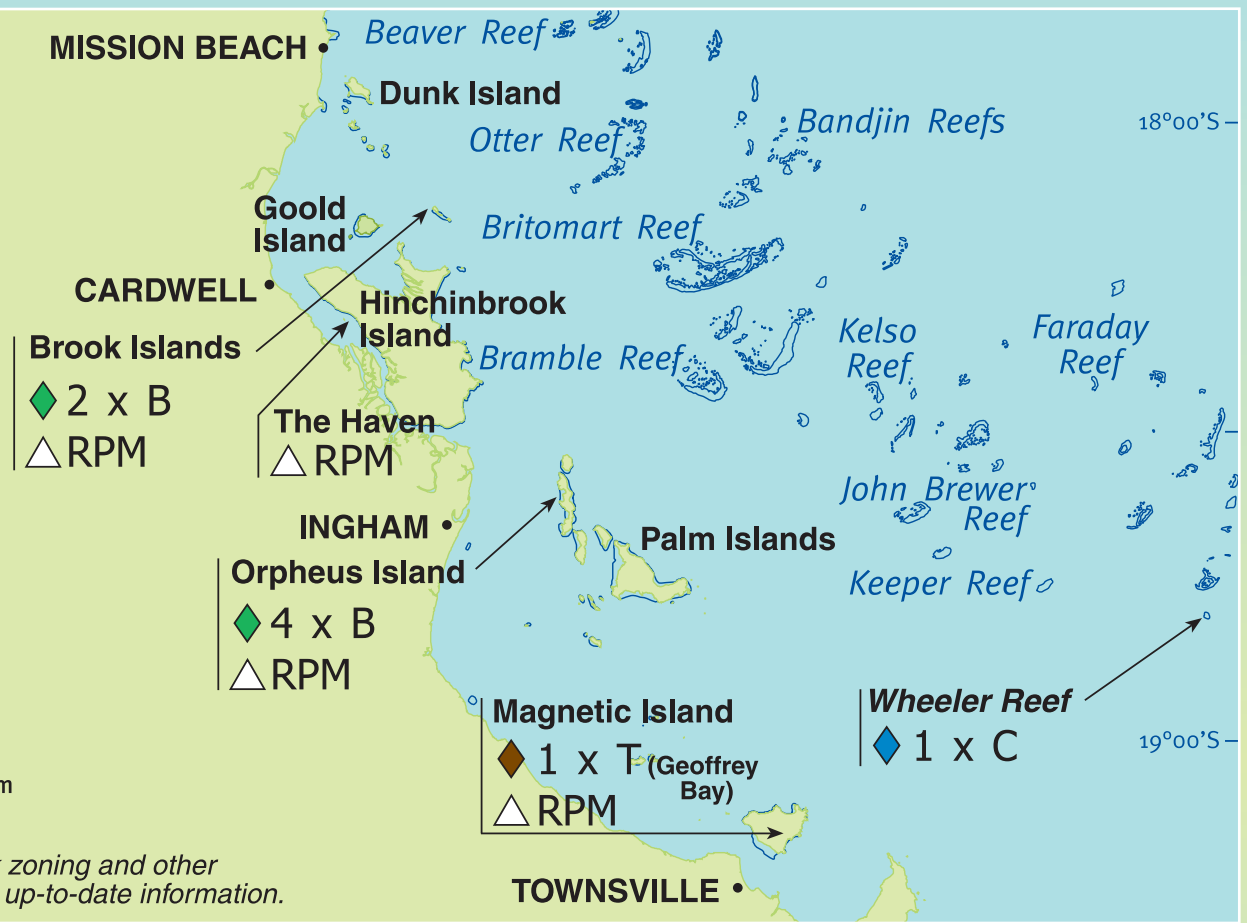 MISSION BEACH
Beaver Reef
Dunk Island
Otter Reef
Bandjin Reefs
18°00'S
Goold
Island
Britomart Reef
CARDWELL
Hinchinbrook
Island
Brook Islands
2 x B
RPM
Bramble Reef
Kelso
Reef
Faraday
Reef
The Haven
RPM
INGHAM
John Brewer
Reef
Palm Islands
Orpheus Island
4 x B
RPM
Keeper Reef
Magnetic Island
1 x T (Geoffrey
Bay)
RPM
Wheeler Reef
1 x C
19°00'S
m
zoning and other
up-to-date information.
TOWNSVILLE